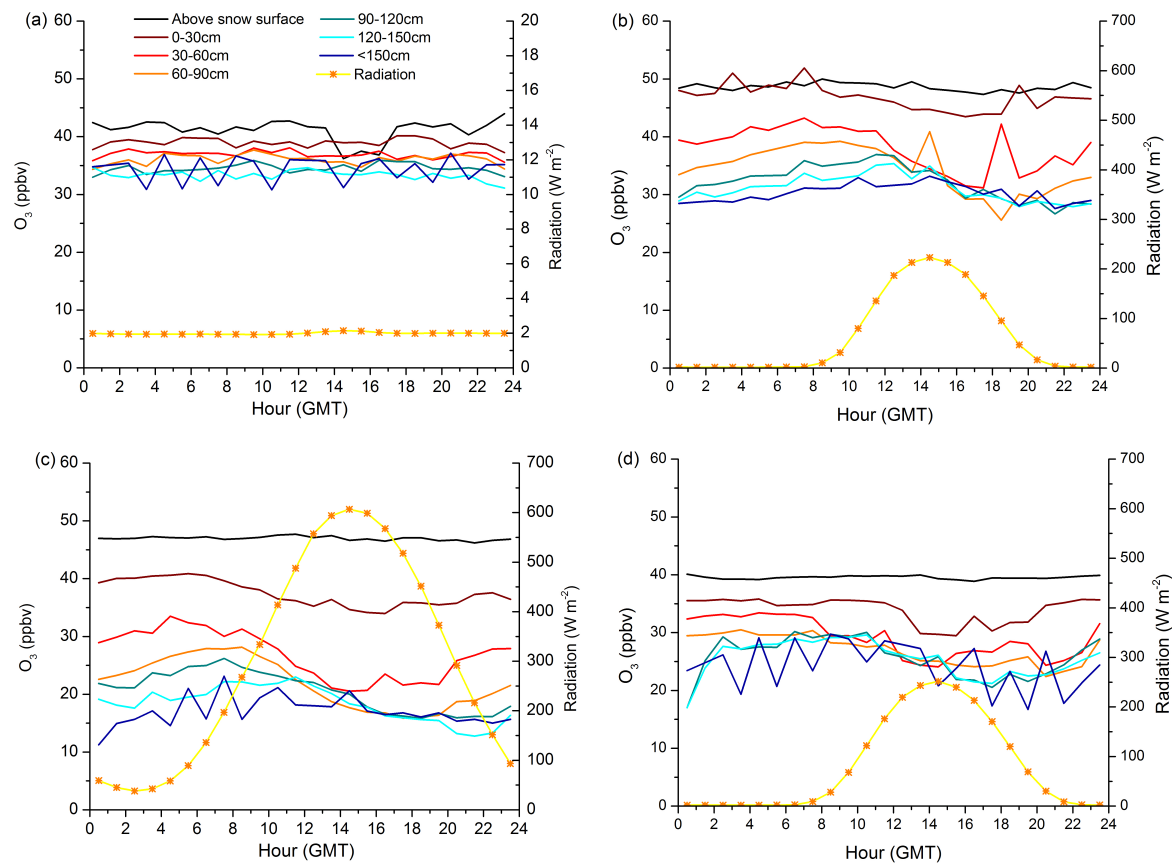 (a)
Above snow surface
0-30cm
30-60cm
60-90cm
90-120cm
120-150cm
<150cm
Radiation
60
50
40
30
20
10
0
O3 (ppbv)
20
18
16
14
12
10
8
6
4
2
0
Radiation (W m-2)
0 2 4 6 8 10 12 14 16 18 20 22 24
Hour (GMT)
(b)
60
50
40
30
20
10
0
O3 (ppbv)
700
600
500
400
300
200
100
0
Radiation (W m-2)
0 2 4 6 8 10 12 14 16 18 20 22 24
Hour (GMT)
(c)
60
50
40
30
20
10
0
O3 (ppbv)
700
600
500
400
300
200
100
0
Radiation (W m-2)
0 2 4 6 8 10 12 14 16 18 20 22 24
Hour (GMT)
(d)
60
50
40
30
20
10
0
O3 (ppbv)
700
600
500
400
300
200
100
0
Radiation (W m-2)
0 2 4 6 8 10 12 14 16 18 20 22 24
Hour (GMT)